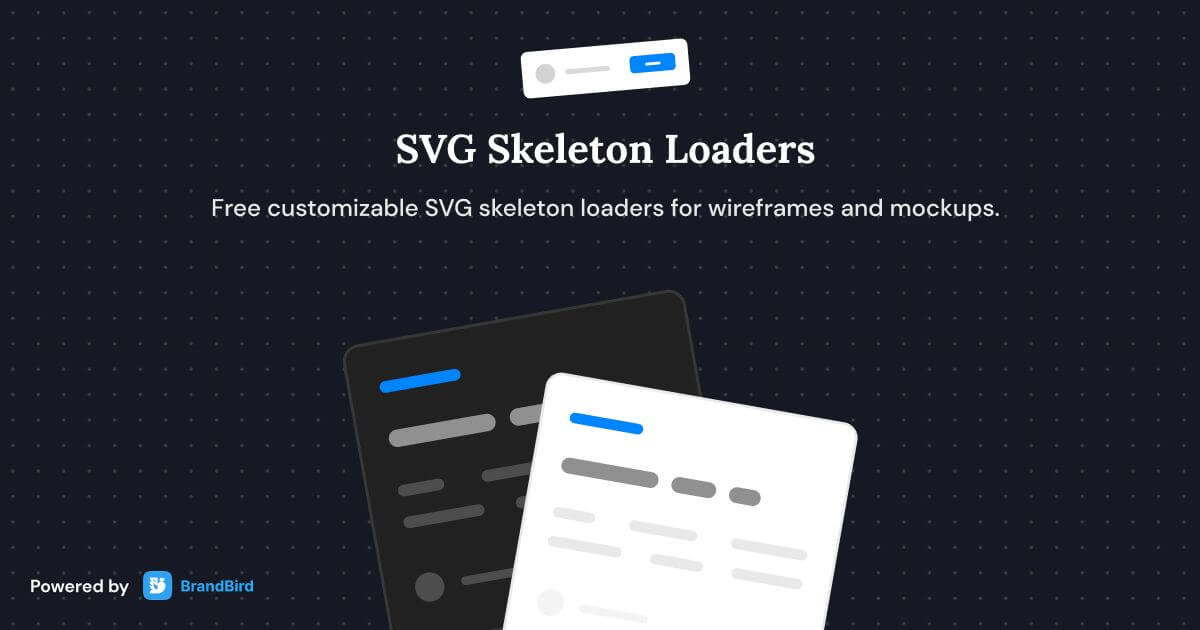 SVG Skeleton Loaders
Free customizable SVG skeleton loaders for wireframes and mockups.
Powered by BrandBird